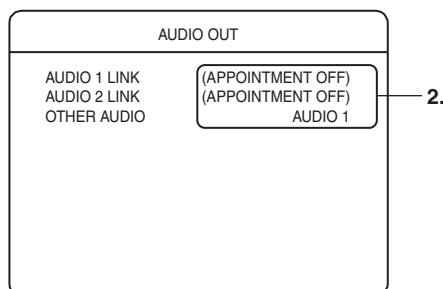 AUDIO OUT
AUDIO 1 LINK (APPOINTMENT OFF)
AUDIO 2 LINK (APPOINTMENT OFF)
OTHER AUDIO AUDIO 1
2.